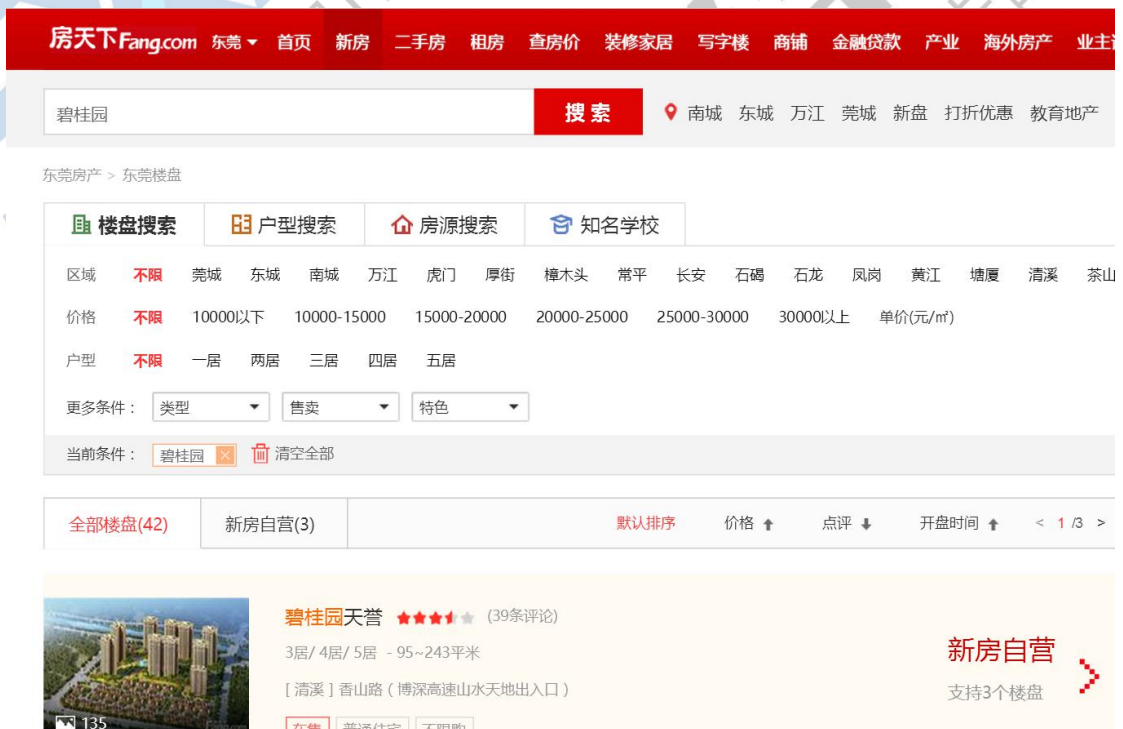 房天下Fang.com 东莞 首页 新房 二手房 租房 查房价 装修家居 写字楼 商铺 金融贷款 产业 海外房产 业主
碧桂园 搜索 南城 东城 万江 莞城 新盘 打折优惠 教育地产
东莞房产 > 东莞楼盘
楼盘搜索 户型搜索 房源搜索 知名学校
区域 不限 莞城 东城 南城 万江 虎门 厚街 樟木头 常平 长安 石碣 石龙 凤岗 黄江 塘厦 清溪 茶山
价格 不限 10000以下 10000-15000 15000-20000 20000-25000 25000-30000 30000以上 单价(元/㎡)
户型 不限 一居 两居 三居 四居 五居
更多条件： 类型 售卖 特色
当前条件： 碧桂园 清空全部
全部楼盘(42) 新房自营(3) 默认排序 价格 点评 开盘时间 < 1 /3 >
碧桂园天誉 (39条评论)
3居/ 4居/ 5居 - 95~243平米
新房自营
[ 清溪 ] 香山路 ( 博深高速山水天地出入口 )
支持3个楼盘
135
在售 普通住宅 不限购